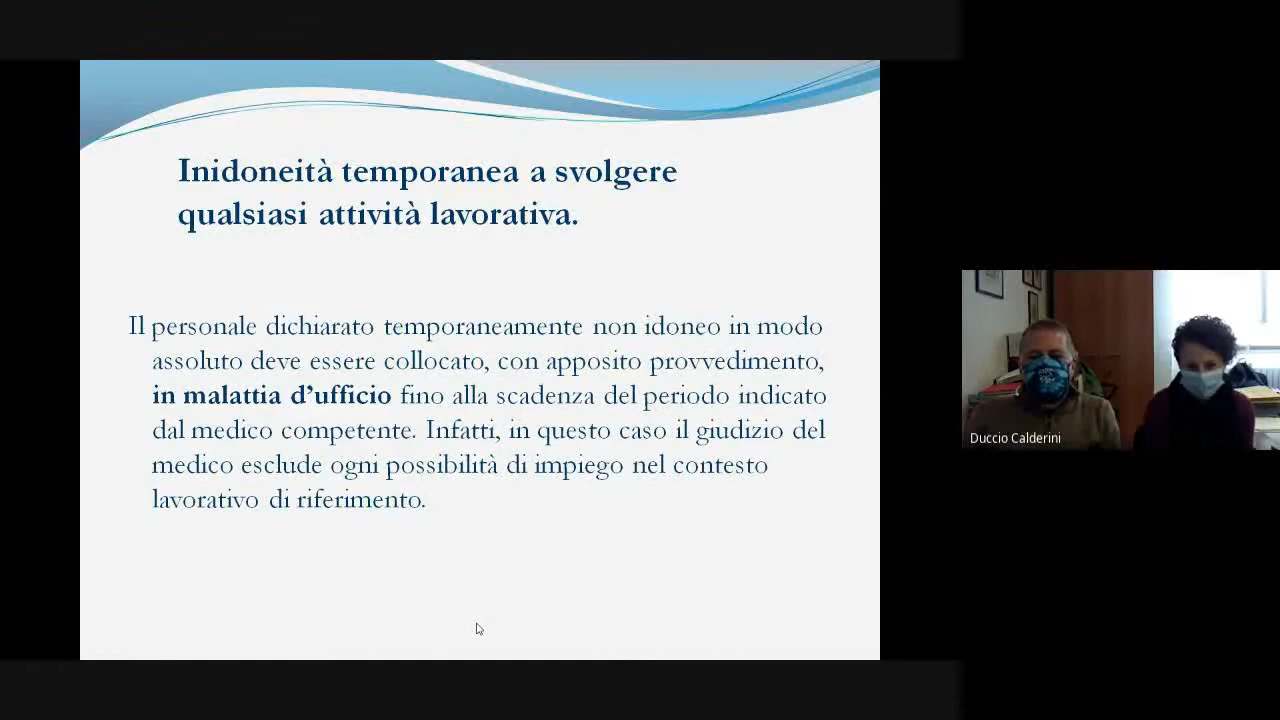 Inidoneità temporanea a svolgere
qualsiasi attività lavorativa.
Il personale dichiarato temporaneamente non idoneo in modo
assoluto deve essere collocato, con apposito provvedimento,
in malattia d’ufficio fino alla scadenza del periodo indicato
dal medico competente. Infatti, in questo caso il giudizio del
medico esclude ogni possibilità di impiego nel contesto
lavorativo di riferimento.
Duccio Calderini